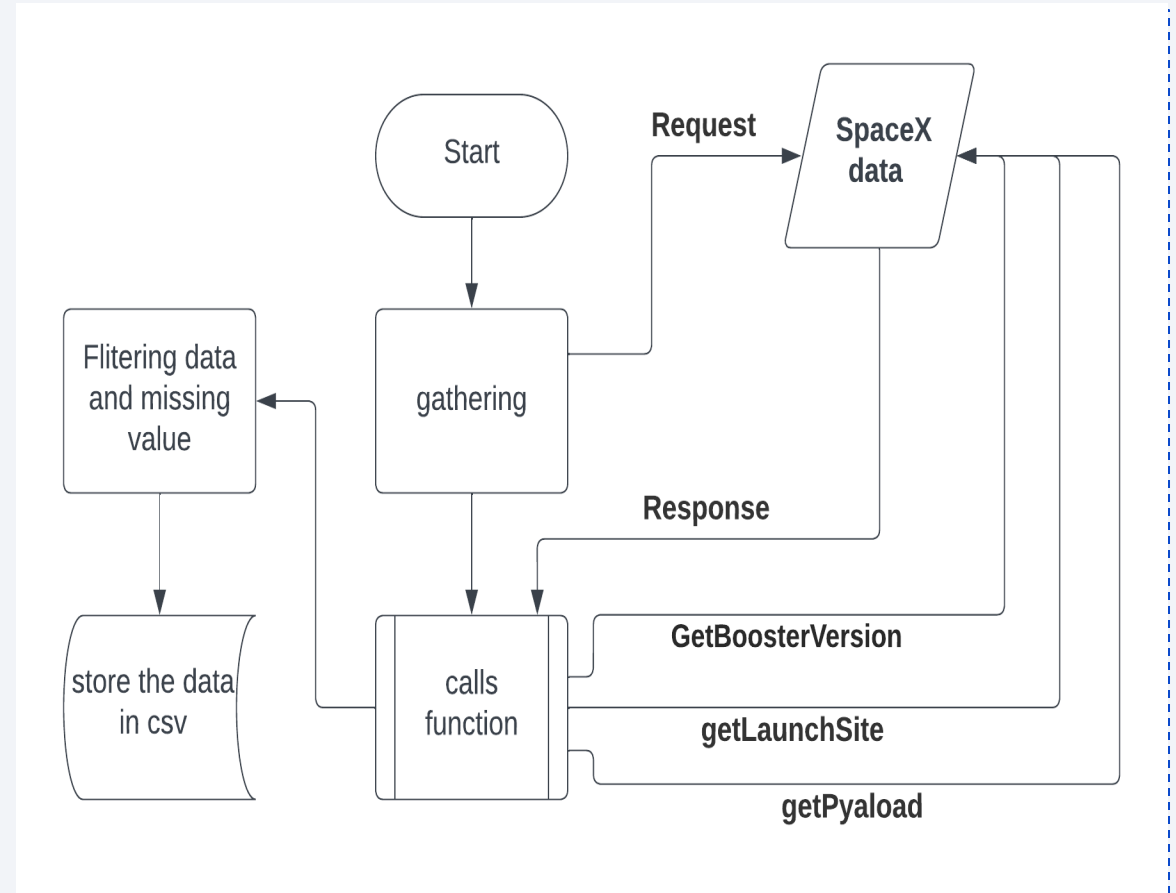 Start
Request
SpaceX
data
Flitering data
and missing
value
gathering
Response
store the data
in csv
calls
function
GetBoosterVersion
getLaunchSite
getPyaload